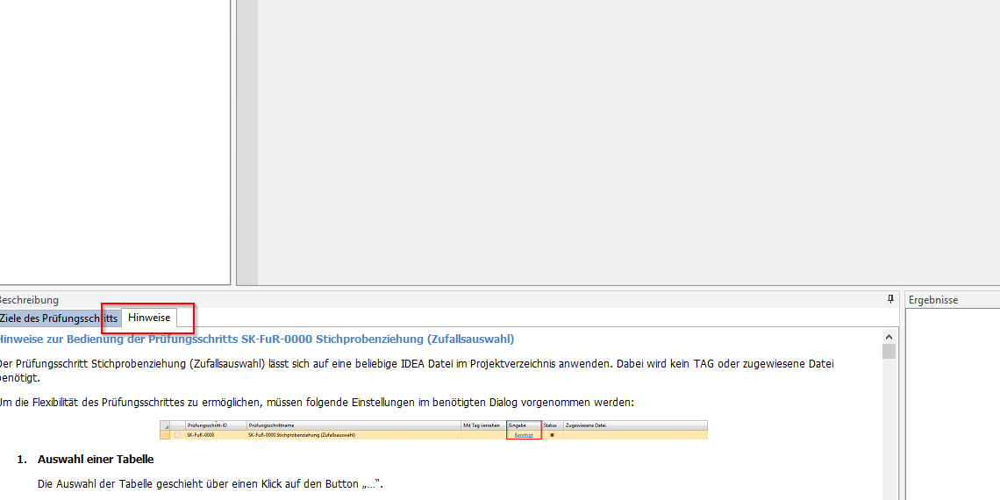 Beschreibung
Ergebnisse
Ziele des Prüfungsschritts
Hinweise
Hinweise zur Bedienung der Prüfungsschritts SK-FuR-0000 Stichprobenziehung (Zufallsauswahl)
Der Prüfungsschritt Stichprobenziehung (Zufallsauswahl) lässt sich auf eine beliebige IDEA Datei im Projektverzeichnis anwenden. Dabei wird kein TAG oder zugewiesene Datei
benötigt.
Um die Flexibilität des Prüfungsschrittes zu ermöglichen, müssen folgende Einstellungen im benötigten Dialog vorgenommen werden:
Prüfungsschritt-ID Prüfungsschrittname Mit Tag versehen Eingabe Status Zugewiesene Datei
SK-FuR-0000 SK-FuR-0000 Stichprobenziehung (Zufallsauswahl) Benötigt
1. Auswahl einer Tabelle
Die Auswahl der Tabelle geschieht über einen Klick auf den Button „...“.